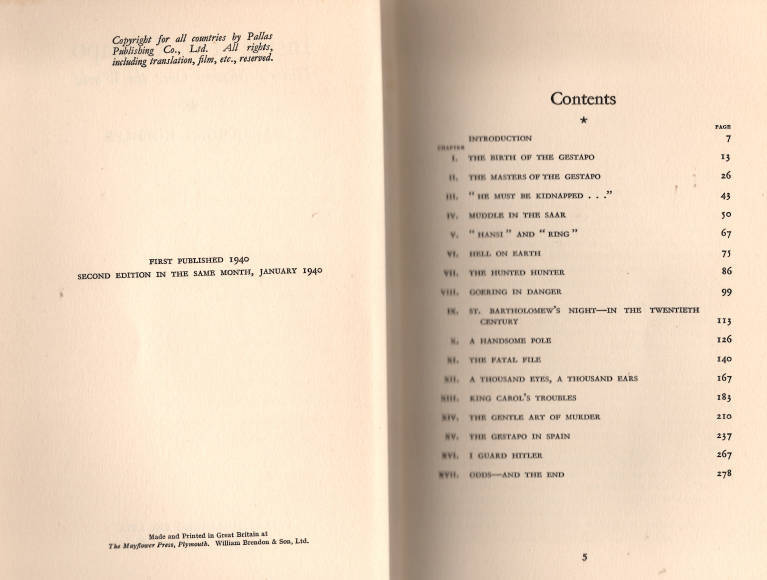 Copyright for all countries by Pallas
Publishing Co., Ltd. All rights,
including translation, film, etc., reserved.
FIRST PUBLISHED 1940
SECOND EDITION IN THE SAME MONTH, JANUARY 1940
Made and Printed in Great Britain at
The Mayflower Press, Plymouth. William Brendon & Son, Ltd.
Contents
*
PAGE
INTRODUCTION 7
CHAPTER
I. THE BIRTH OF THE GESTAPO 13
II. THE MASTERS OF THE GESTAPO 26
III. "HE MUST BE KIDNAPPED . . ." 43
IV. MUDDLE IN THE SAAR 50
V. "HANSI" AND "RING" 67
VI. HELL ON EARTH 75
VII. THE HUNTED HUNTER 86
VIII. GOERING IN DANGER 99
IX. ST. BARTHOLOMEW'S NIGHT—IN THE TWENTIETH
CENTURY 113
X. A HANDSOME POLE 126
XI. THE FATAL FILE 140
XII. A THOUSAND EYES, A THOUSAND EARS 167
XIII. KING CAROL'S TROUBLES 183
XIV. THE GENTLE ART OF MURDER 210
XV. THE GESTAPO IN SPAIN 237
XVI. I GUARD HITLER 267
XVII. ODDS—AND THE END 278
5